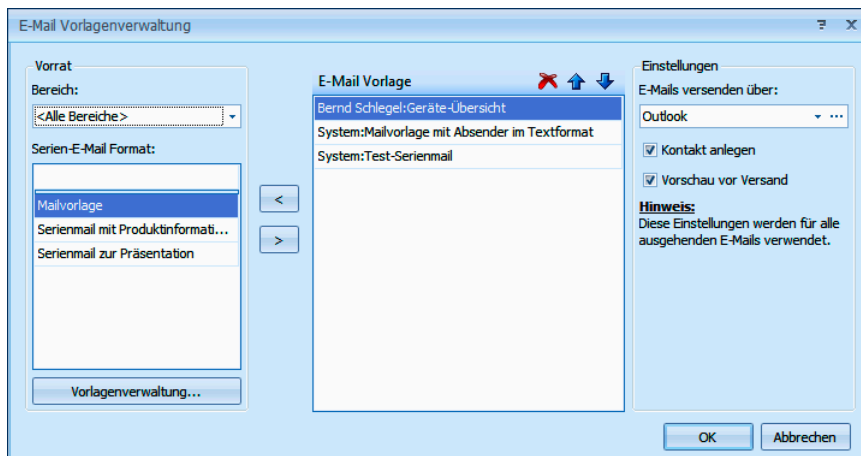 E-Mail Vorlagenverwaltung
Vorrat
Bereich:
<Alle Bereiche>
Serien-E-Mail Format:
Mailvorlage
Serienmail mit Produktinformati...
Serienmail zur Präsentation
Vorlagenverwaltung...
<
>
E-Mail Vorlage
Bernd Schlegel:Geräte-Übersicht
System:Mailvorlage mit Absender im Textformat
System:Test-Serienmail
Einstellungen
E-Mails versenden über:
Outlook
Kontakt anlegen
Vorschau vor Versand
Hinweis:
Diese Einstellungen werden für alle
ausgehenden E-Mails verwendet.
OK
Abbrechen